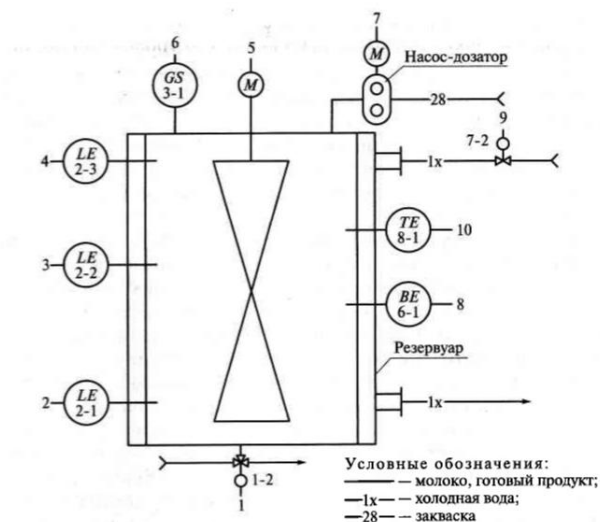 7
6
5
M
Насос-дозатор
GS
3-1
M
28
9
7-2
4
LE
2-3
1х
TE
8-1
10
3
LE
2-2
BE
6-1
8
Резервуар
2
LE
2-1
1х
1-2
1
Условные обозначения:
— молоко, готовый продукт;
1х — холодная вода;
28 — закваска